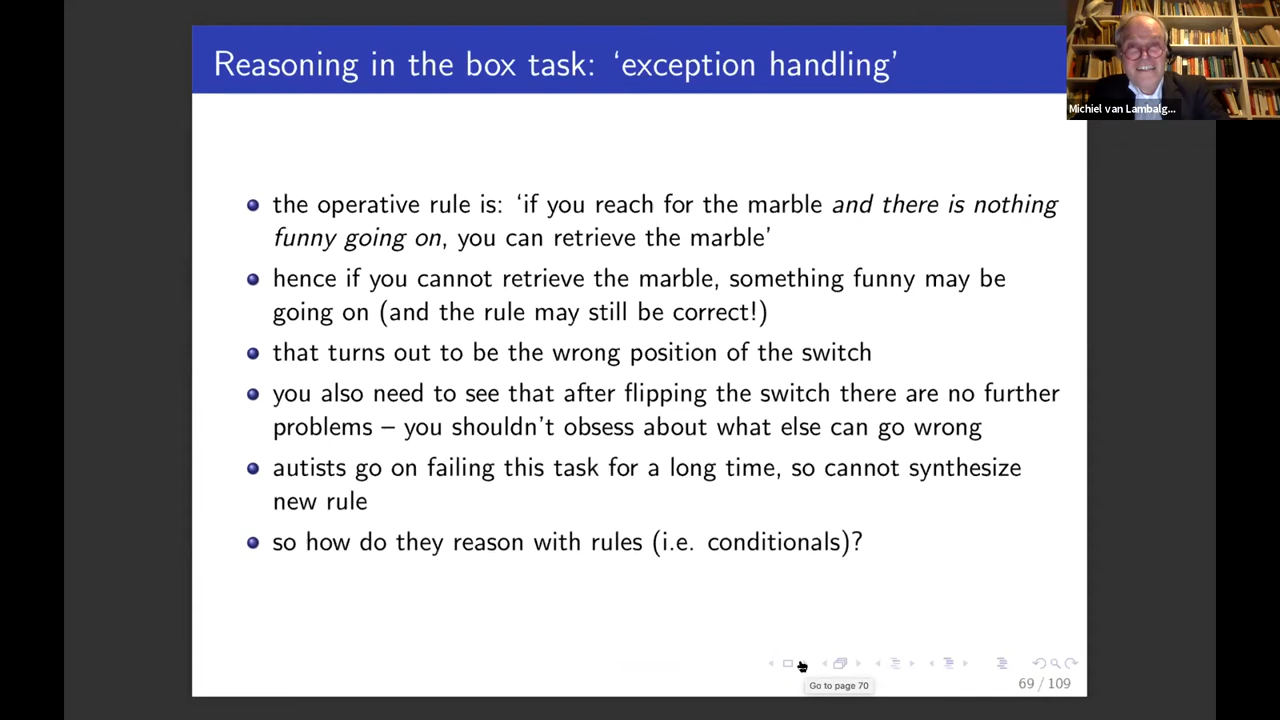 Reasoning in the box task: ‘exception handling’
Michiel van Lambalg...
the operative rule is: ‘if you reach for the marble and there is nothing
funny going on, you can retrieve the marble’
hence if you cannot retrieve the marble, something funny may be
going on (and the rule may still be correct!)
that turns out to be the wrong position of the switch
you also need to see that after flipping the switch there are no further
problems – you shouldn’t obsess about what else can go wrong
autists go on failing this task for a long time, so cannot synthesize
new rule
so how do they reason with rules (i.e. conditionals)?
Go to page 70
69 / 109